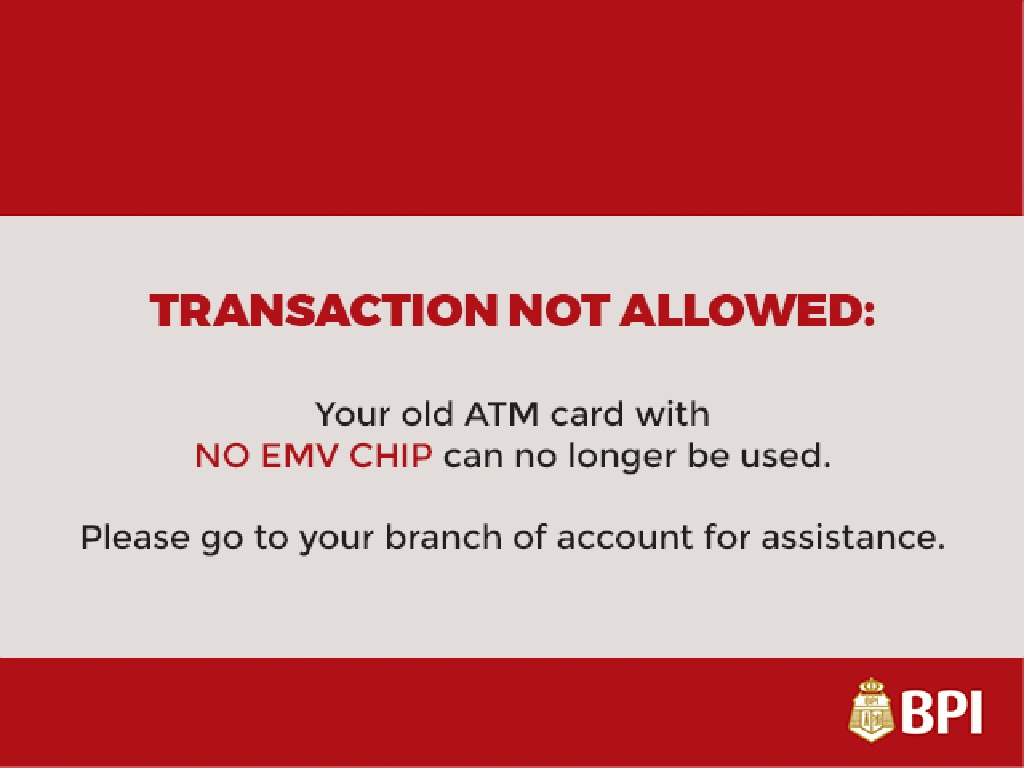 TRANSACTION NOT ALLOWED:
Your old ATM card with
NO EMV CHIP can no longer be used.
Please go to your branch of account for assistance.
BPI